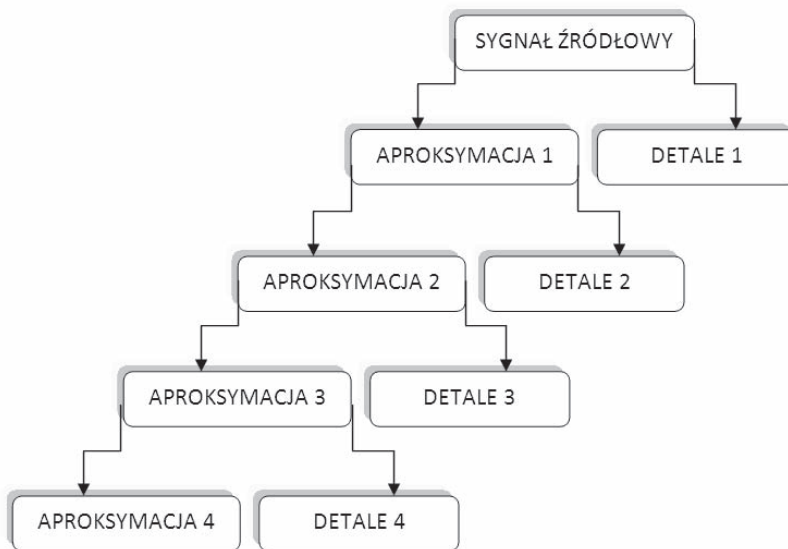 SYGNAŁ ŹRÓDŁOWY
APROKSYMACJA 1
DETALE 1
APROKSYMACJA 2
DETALE 2
APROKSYMACJA 3
DETALE 3
APROKSYMACJA 4
DETALE 4